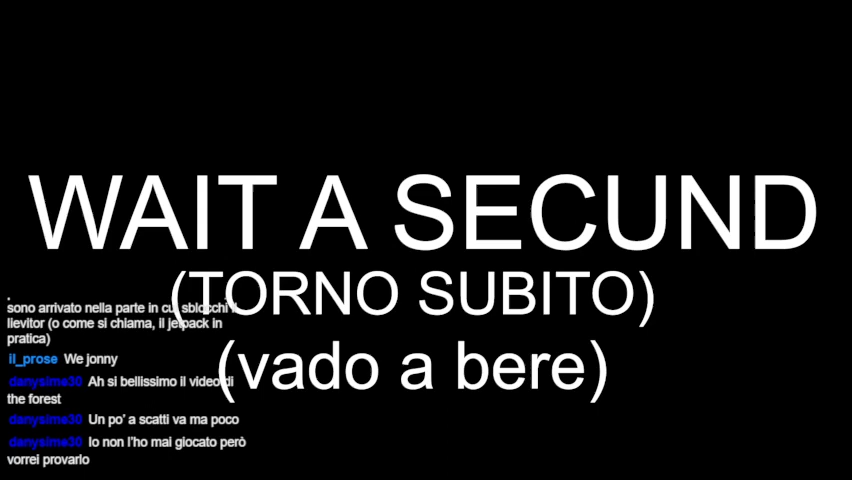 WAIT A SECUND
(TORNO SUBITO)
(vado a bere)
sono arrivato nella parte in cui sblocchi il
lievitor (o come si chiama, il jetpack in
pratica)
il_prose We jonny
danysime30 Ah si bellissimo il video di
the forest
danysime30 Un po' a scatti va ma poco
danysime30 Io non l'ho mai giocato però
vorrei provarlo